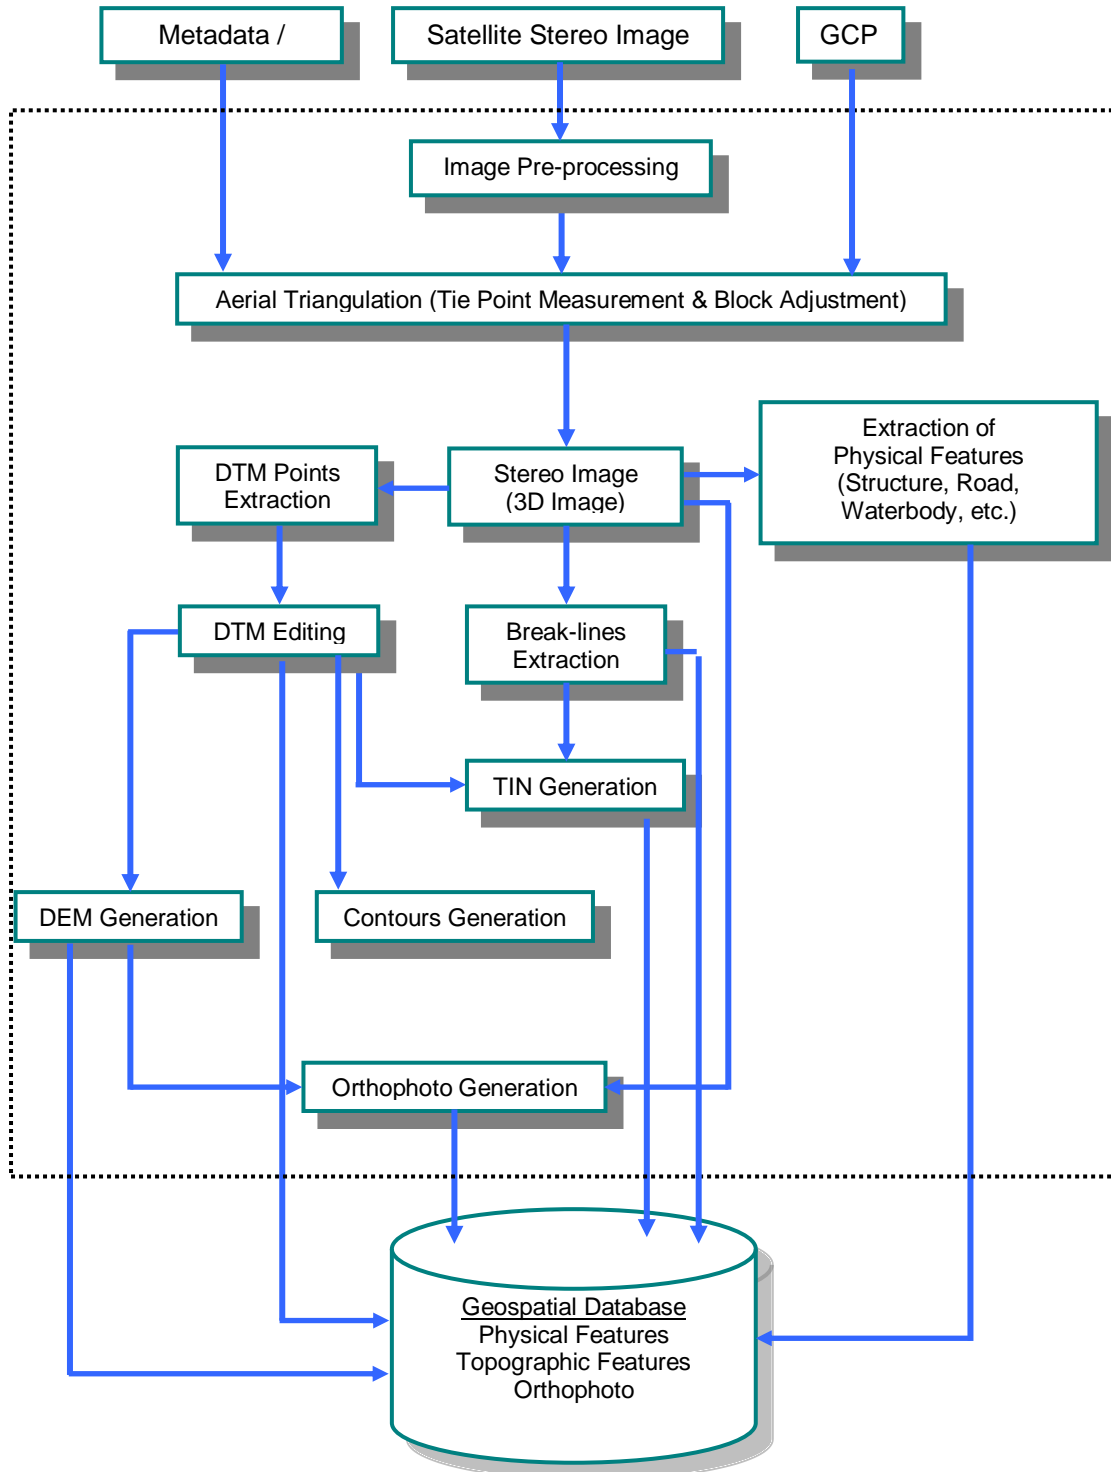 Metadata /
Satellite Stereo Image
GCP
Image Pre-processing
Aerial Triangulation (Tie Point Measurement & Block Adjustment)
Extraction of
Physical Features
(Structure, Road,
Waterbody, etc.)
DTM Points
Extraction
Stereo Image
(3D Image)
DTM Editing
Break-lines
Extraction
TIN Generation
DEM Generation
Contours Generation
Orthophoto Generation
Geospatial Database
Physical Features
Topographic Features
Orthophoto